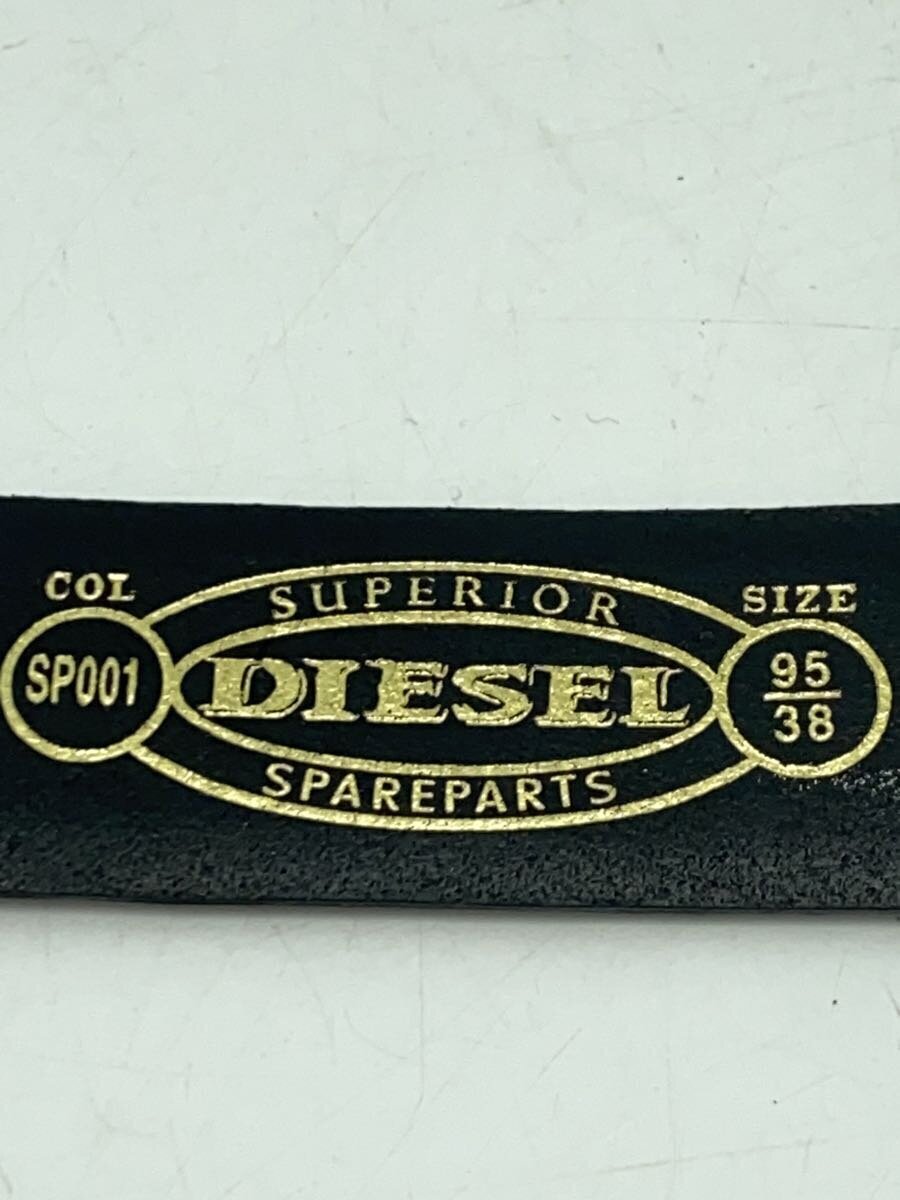 COL
SP001
SUPERIOR
DIESEL
SPAREPARTS
SIZE
95
38